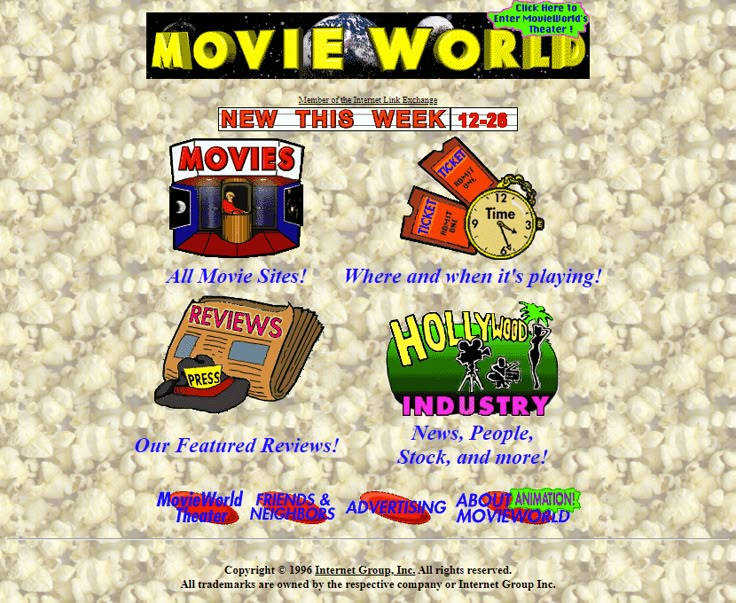 Click Here to
Enter MovieWorld's
Theater !
MOVIE WORLD
Member of the Internet Link Exchange
NEW THIS WEEK 12-26
MOVIES
TICKET
ADMIT
ONE
TICKET
ADMIT
ONE
12
Time
9 3
6
All Movie Sites!
Where and when it's playing!
REVIEWS
PRESS
HOLLYWOOD
INDUSTRY
Our Featured Reviews!
News, People,
Stock, and more!
MovieWorld
Theater
FRIENDS &
NEIGHBORS
ADVERTISING
ABOUT ANIMATION!
MOVIEWORLD
Copyright © 1996 Internet Group, Inc. All rights reserved.
All trademarks are owned by the respective company or Internet Group Inc.